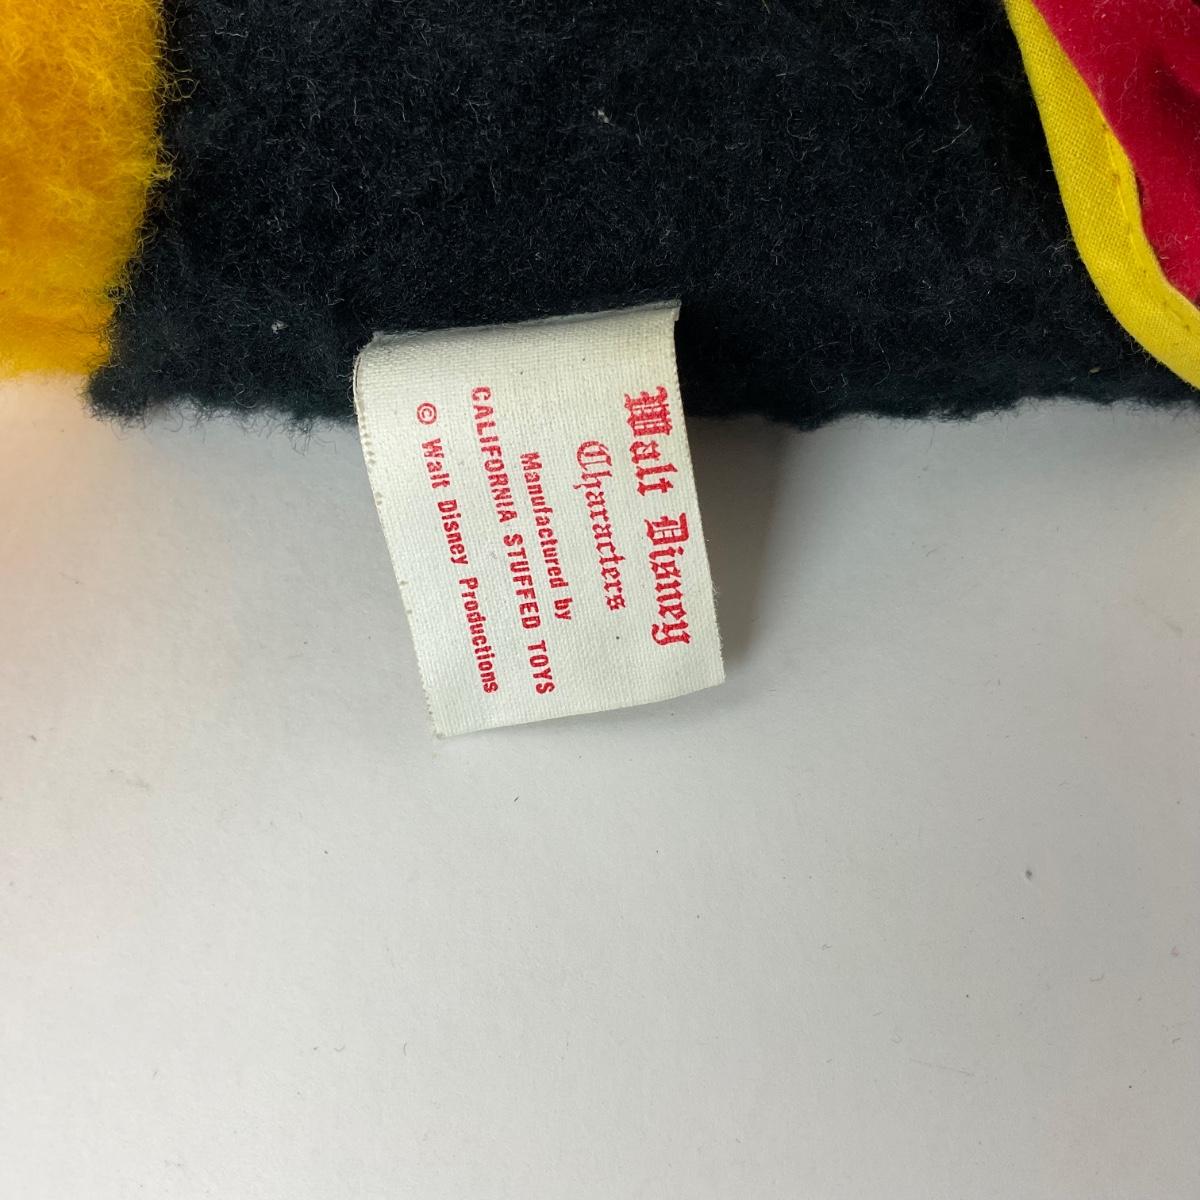 Walt Disney
Characters
Manufactured by
CALIFORNIA STUFFED TOYS
© Walt Disney Productions